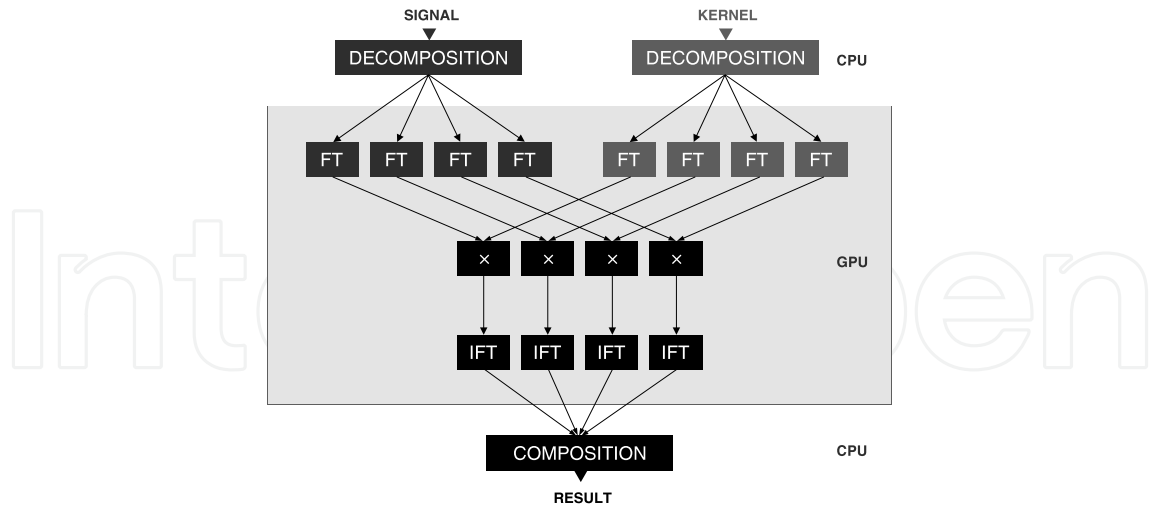 SIGNAL KERNEL
DECOMPOSITION DECOMPOSITION CPU
FT FT FT FT FT FT FT FT
× × × ×
GPU
IFT IFT IFT IFT
COMPOSITION CPU
RESULT